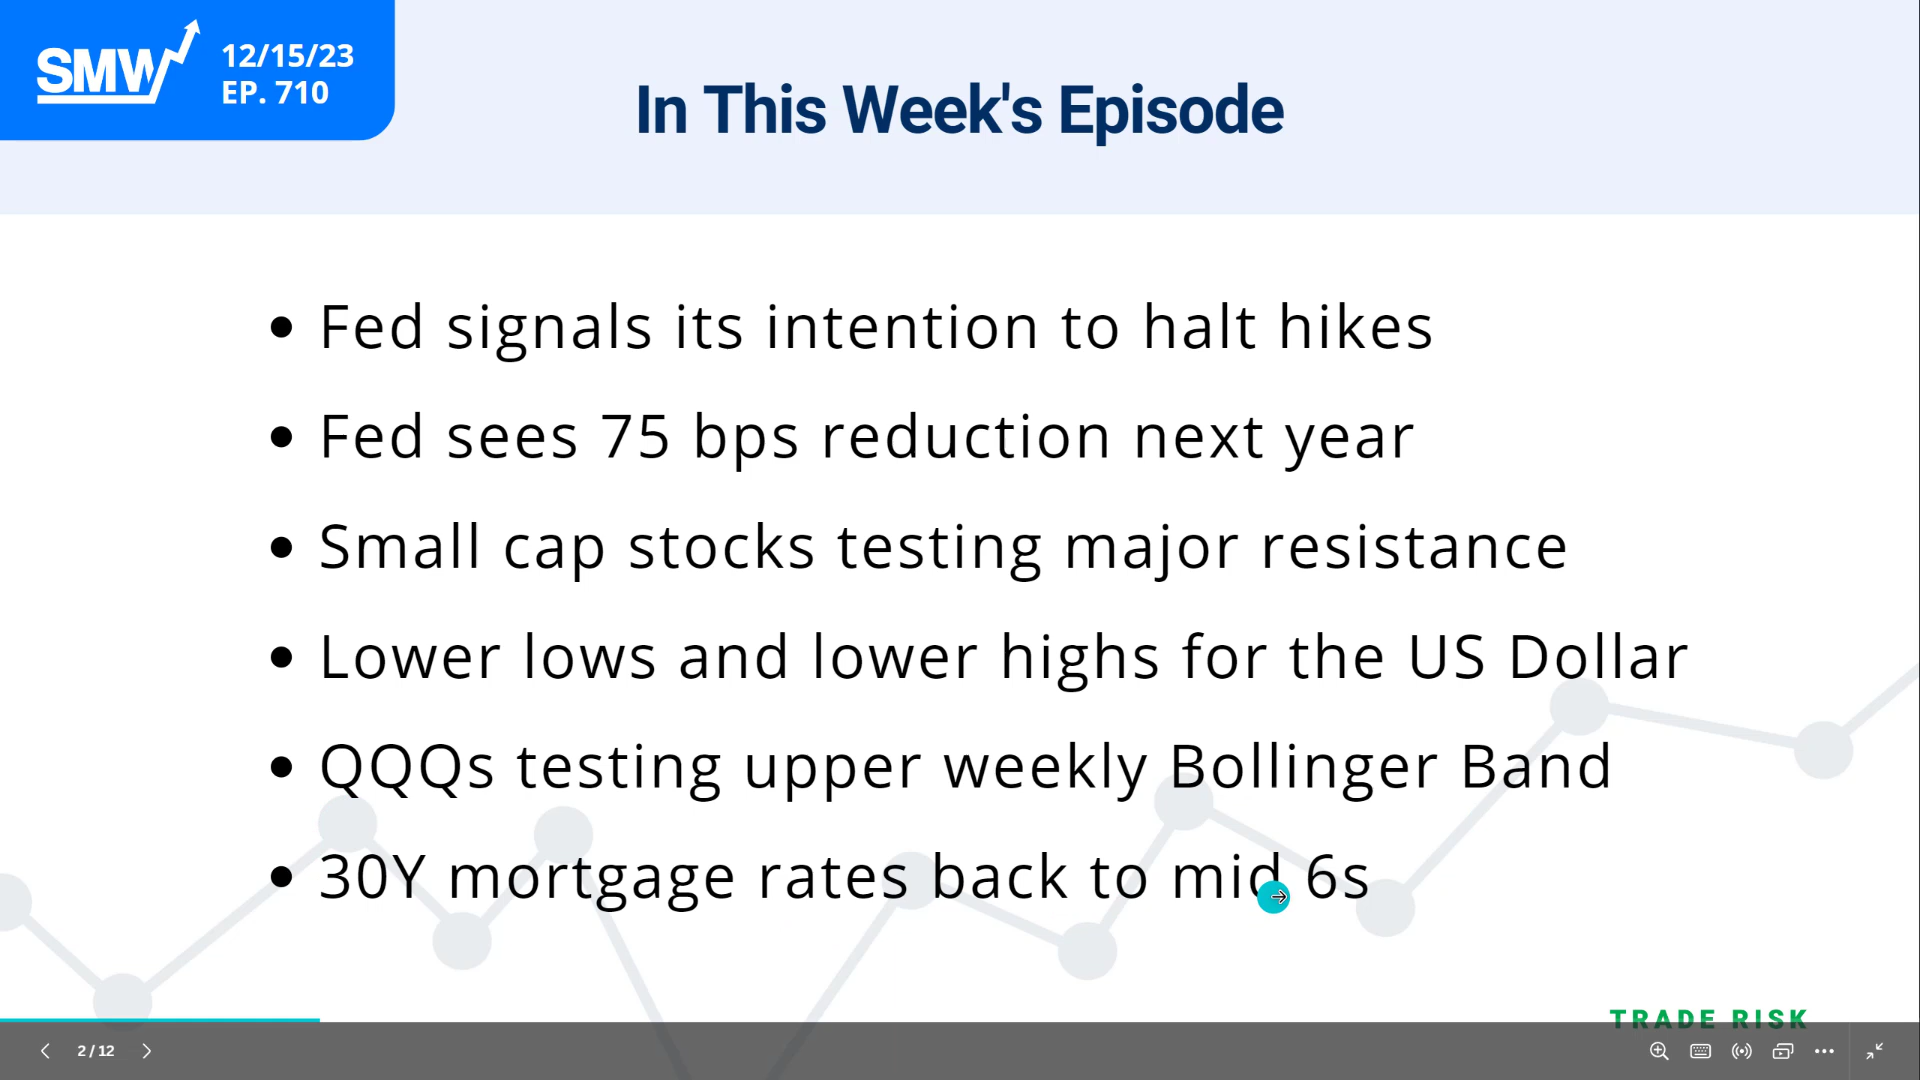 SMW
12/15/23
EP. 710
In This Week's Episode
• Fed signals its intention to halt hikes
• Fed sees 75 bps reduction next year
• Small cap stocks testing major resistance
• Lower lows and lower highs for the US Dollar
• QQQs testing upper weekly Bollinger Band
• 30Y mortgage rates back to mid 6s
TRADE RISK
2 / 12